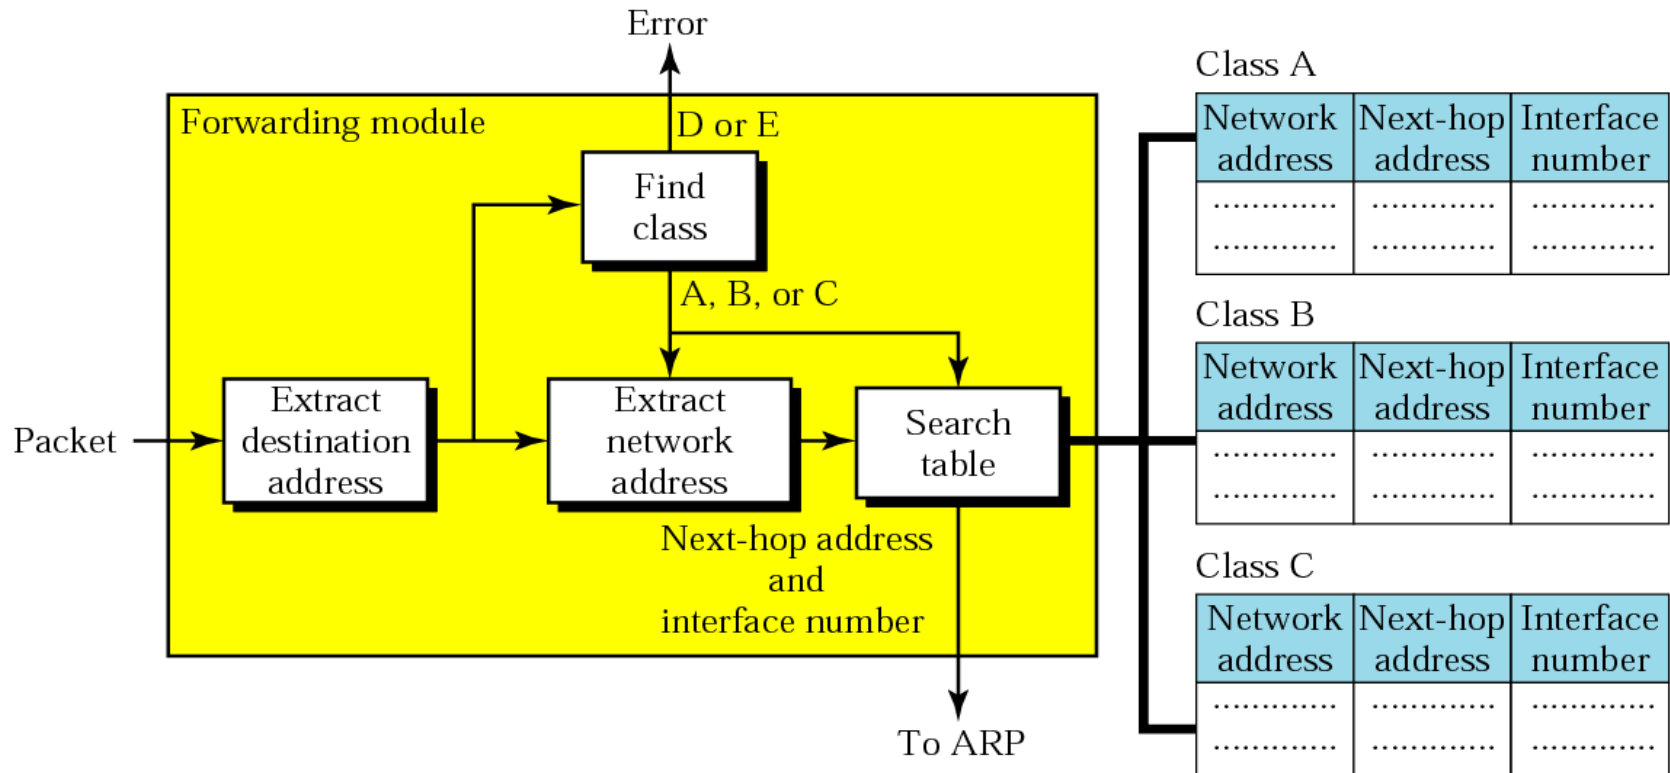 Error
Forwarding module
D or E
Find
class
A, B, or C
Packet
Extract
destination
address
Extract
network
address
Search
table
Next-hop address
and
interface number
To ARP
Class A
Network address Next-hop address Interface number
............. ............. .............
............. ............. .............
Class B
Network address Next-hop address Interface number
............. ............. .............
............. ............. .............
Class C
Network address Next-hop address Interface number
............. ............. .............
............. ............. .............